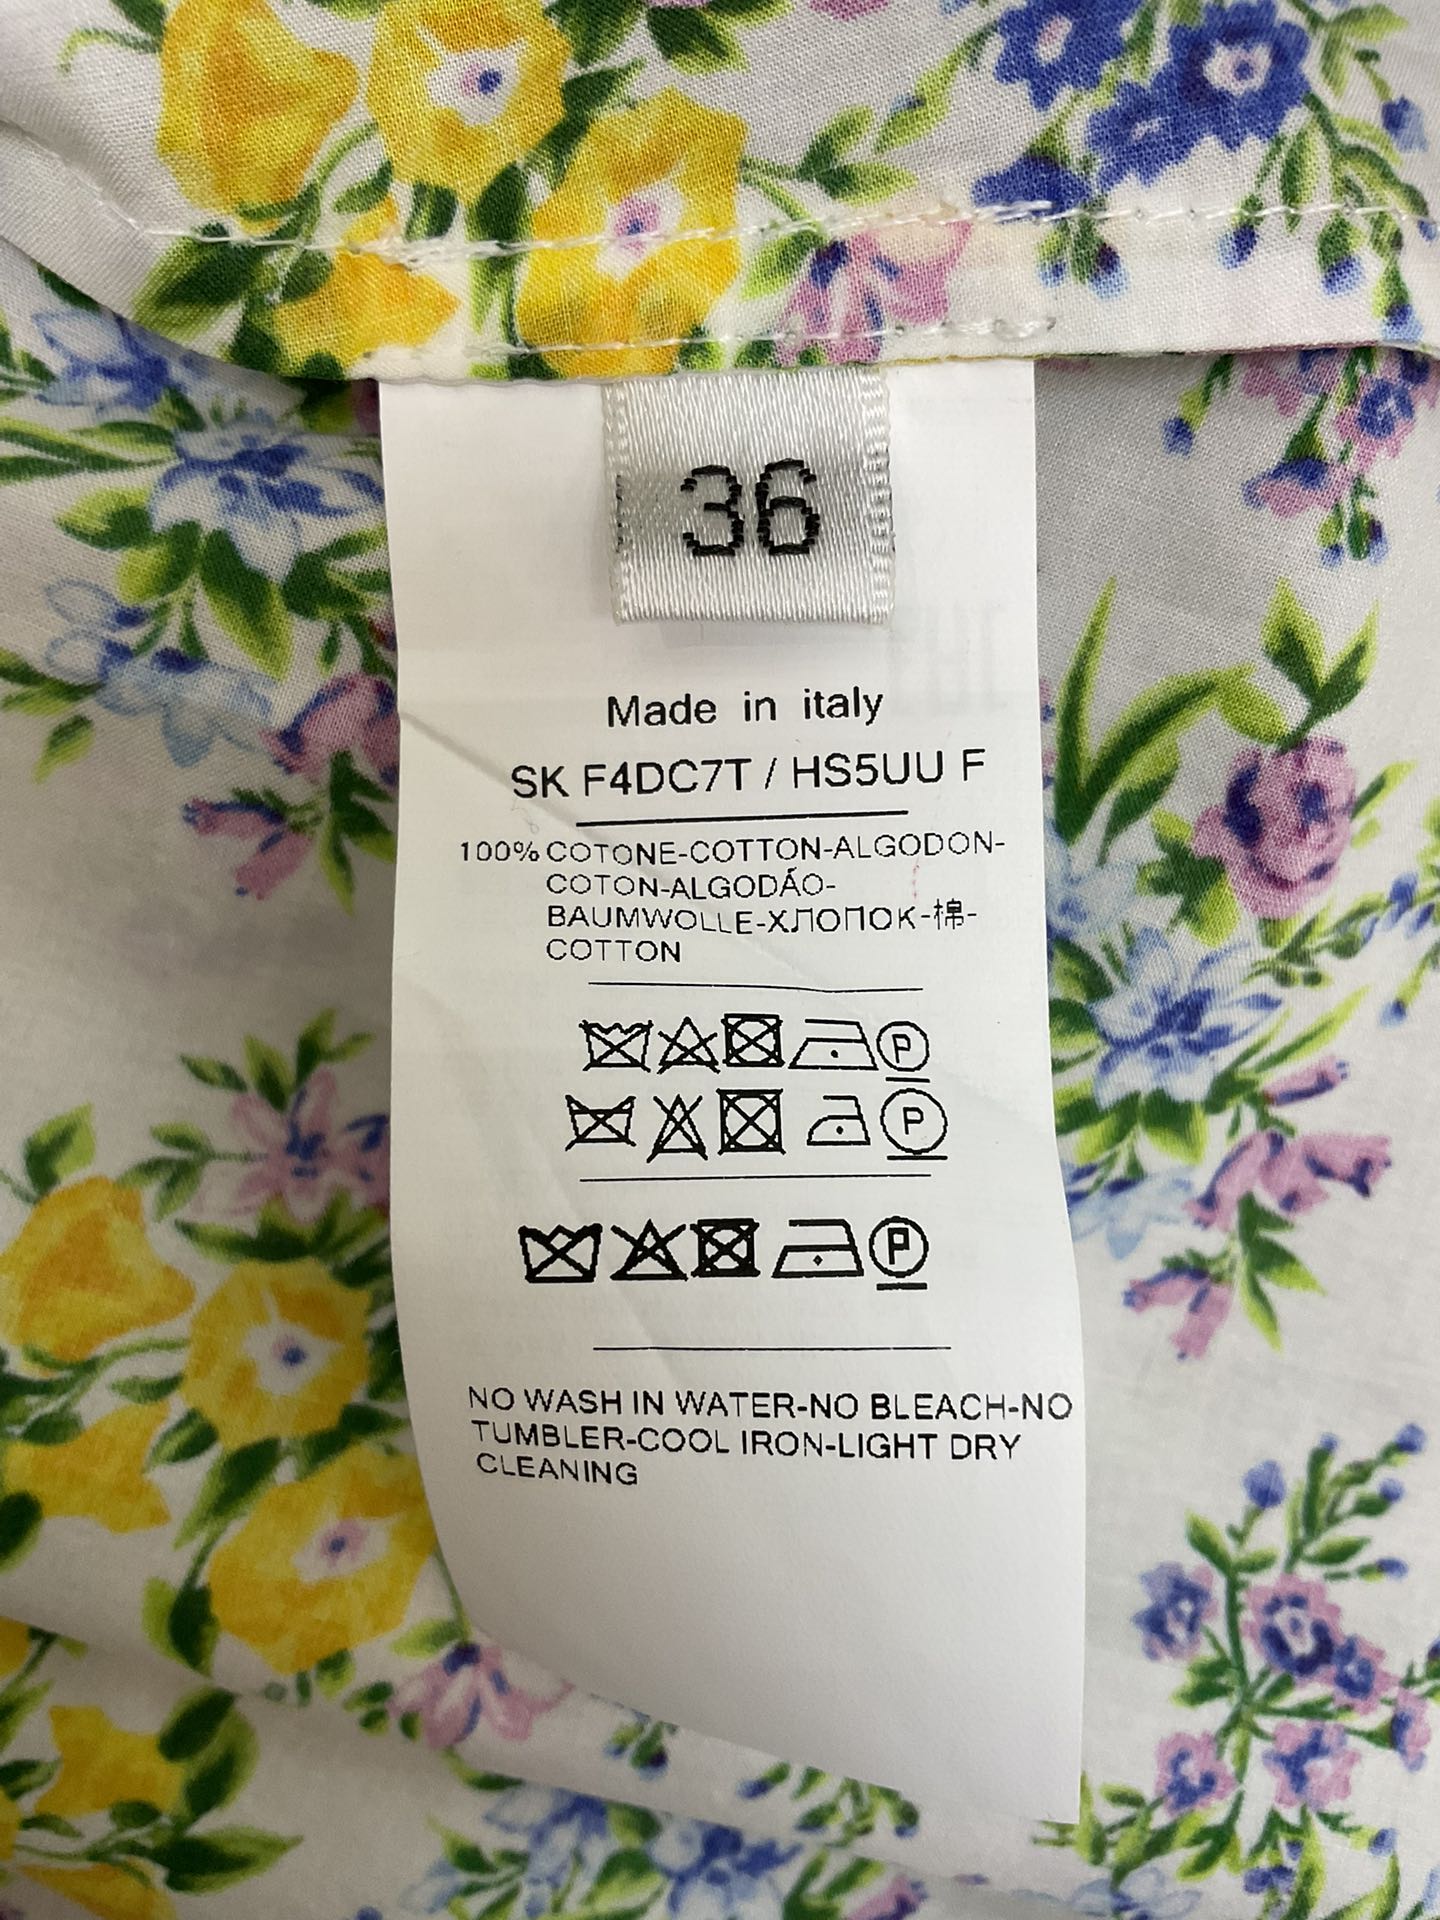 36
Made in italy
SK F4DC7T / HS5UU F
100% COTONE-COTTON-ALGODON-
COTON-ALGODÁO-
BAUMWOLLE-ХЛОПОК-棉-
COTTON
P
P
P
NO WASH IN WATER-NO BLEACH-NO
TUMBLER-COOL IRON-LIGHT DRY
CLEANING